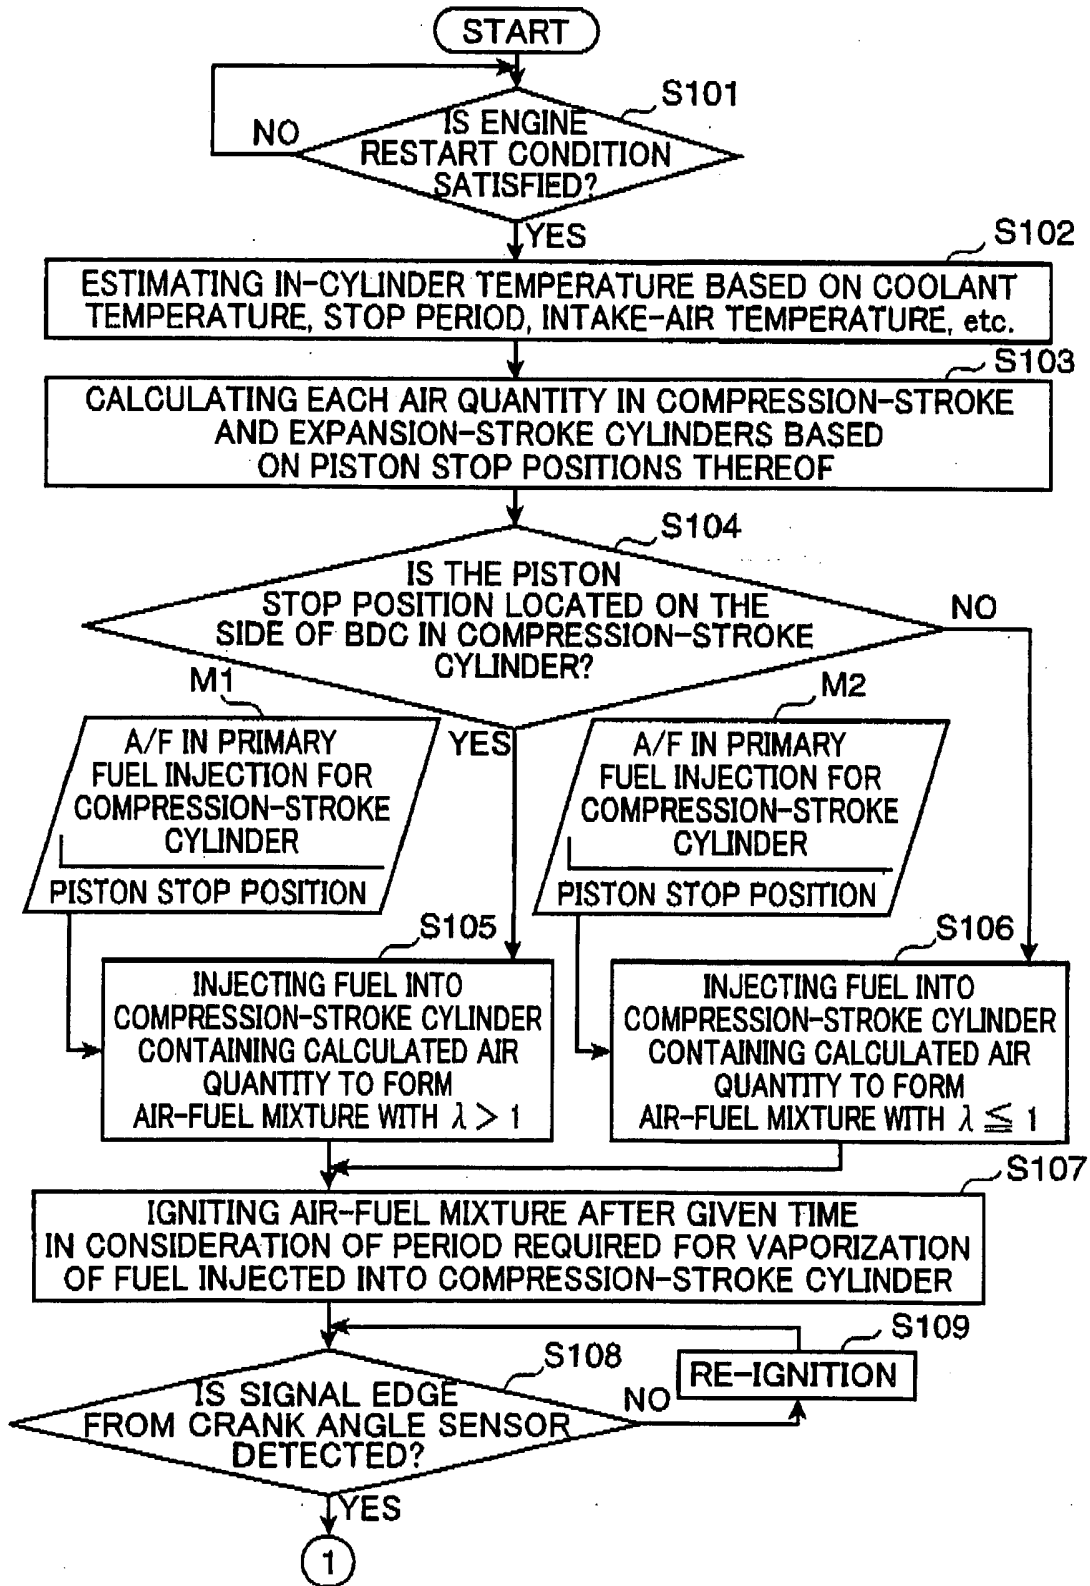 START
S101
IS ENGINE
RESTART CONDITION
SATISFIED?
NO
YES
S102
ESTIMATING IN-CYLINDER TEMPERATURE BASED ON COOLANT
TEMPERATURE, STOP PERIOD, INTAKE-AIR TEMPERATURE, etc.
S103
CALCULATING EACH AIR QUANTITY IN COMPRESSION-STROKE
AND EXPANSION-STROKE CYLINDERS BASED
ON PISTON STOP POSITIONS THEREOF
S104
IS THE PISTON
STOP POSITION LOCATED ON THE
SIDE OF BDC IN COMPRESSION-STROKE
CYLINDER?
NO
YES
M1
A/F IN PRIMARY
FUEL INJECTION FOR
COMPRESSION-STROKE
CYLINDER
PISTON STOP POSITION
M2
A/F IN PRIMARY
FUEL INJECTION FOR
COMPRESSION-STROKE
CYLINDER
PISTON STOP POSITION
S105
INJECTING FUEL INTO
COMPRESSION-STROKE CYLINDER
CONTAINING CALCULATED AIR
QUANTITY TO FORM
AIR-FUEL MIXTURE WITH λ > 1
S106
INJECTING FUEL INTO
COMPRESSION-STROKE CYLINDER
CONTAINING CALCULATED AIR
QUANTITY TO FORM
AIR-FUEL MIXTURE WITH λ ≦ 1
S107
IGNITING AIR-FUEL MIXTURE AFTER GIVEN TIME
IN CONSIDERATION OF PERIOD REQUIRED FOR VAPORIZATION
OF FUEL INJECTED INTO COMPRESSION-STROKE CYLINDER
S108
IS SIGNAL EDGE
FROM CRANK ANGLE SENSOR
DETECTED?
NO
S109
RE-IGNITION
YES
1